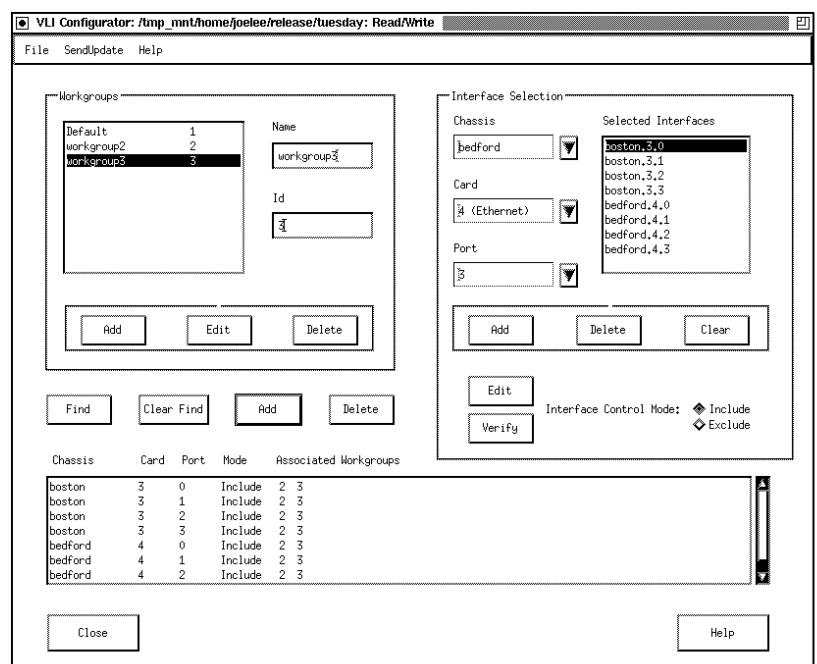 VLI Configurator: /tmp_mnt/home/joelee/release/tuesday: Read/Write
File SendUpdate Help
Workgroups
Default 1
workgroup2 2
workgroup3 3
Name
workgroup3
Id
3
Add Edit Delete
Interface Selection
Chassis
bedford
Card
4 (Ethernet)
Port
3
Selected Interfaces
boston.3.0
boston.3.1
boston.3.2
boston.3.3
bedford.4.0
bedford.4.1
bedford.4.2
bedford.4.3
Add Delete Clear
Edit
Verify
Interface Control Mode: Include
Exclude
Find Clear Find Add Delete
Chassis Card Port Mode Associated Workgroups
boston 3 0 Include 2 3
boston 3 1 Include 2 3
boston 3 2 Include 2 3
boston 3 3 Include 2 3
bedford 4 0 Include 2 3
bedford 4 1 Include 2 3
bedford 4 2 Include 2 3
Close Help